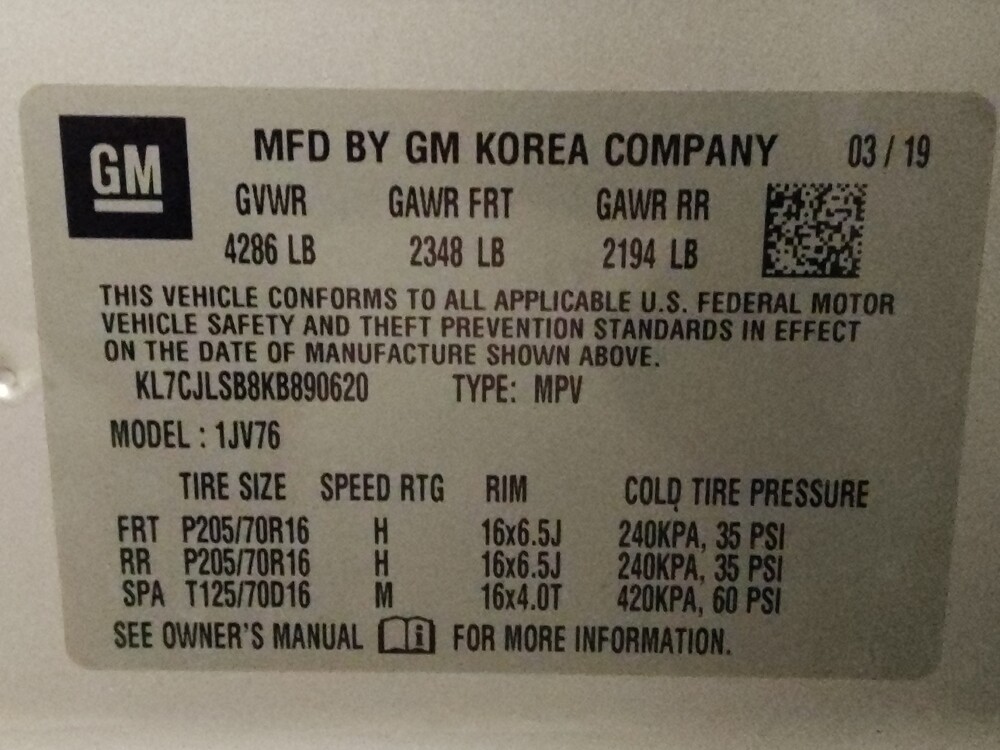 GM
MFD BY GM KOREA COMPANY 03 / 19
GVWR GAWR FRT GAWR RR
4286 LB 2348 LB 2194 LB
THIS VEHICLE CONFORMS TO ALL APPLICABLE U.S. FEDERAL MOTOR
VEHICLE SAFETY AND THEFT PREVENTION STANDARDS IN EFFECT
ON THE DATE OF MANUFACTURE SHOWN ABOVE.
KL7CJLSB8KB890620 TYPE: MPV
MODEL : 1JV76
TIRE SIZE SPEED RTG RIM COLD TIRE PRESSURE
FRT P205/70R16 H 16x6.5J 240KPA, 35 PSI
RR P205/70R16 H 16x6.5J 240KPA, 35 PSI
SPA T125/70D16 M 16x4.0T 420KPA, 60 PSI
SEE OWNER'S MANUAL i FOR MORE INFORMATION.